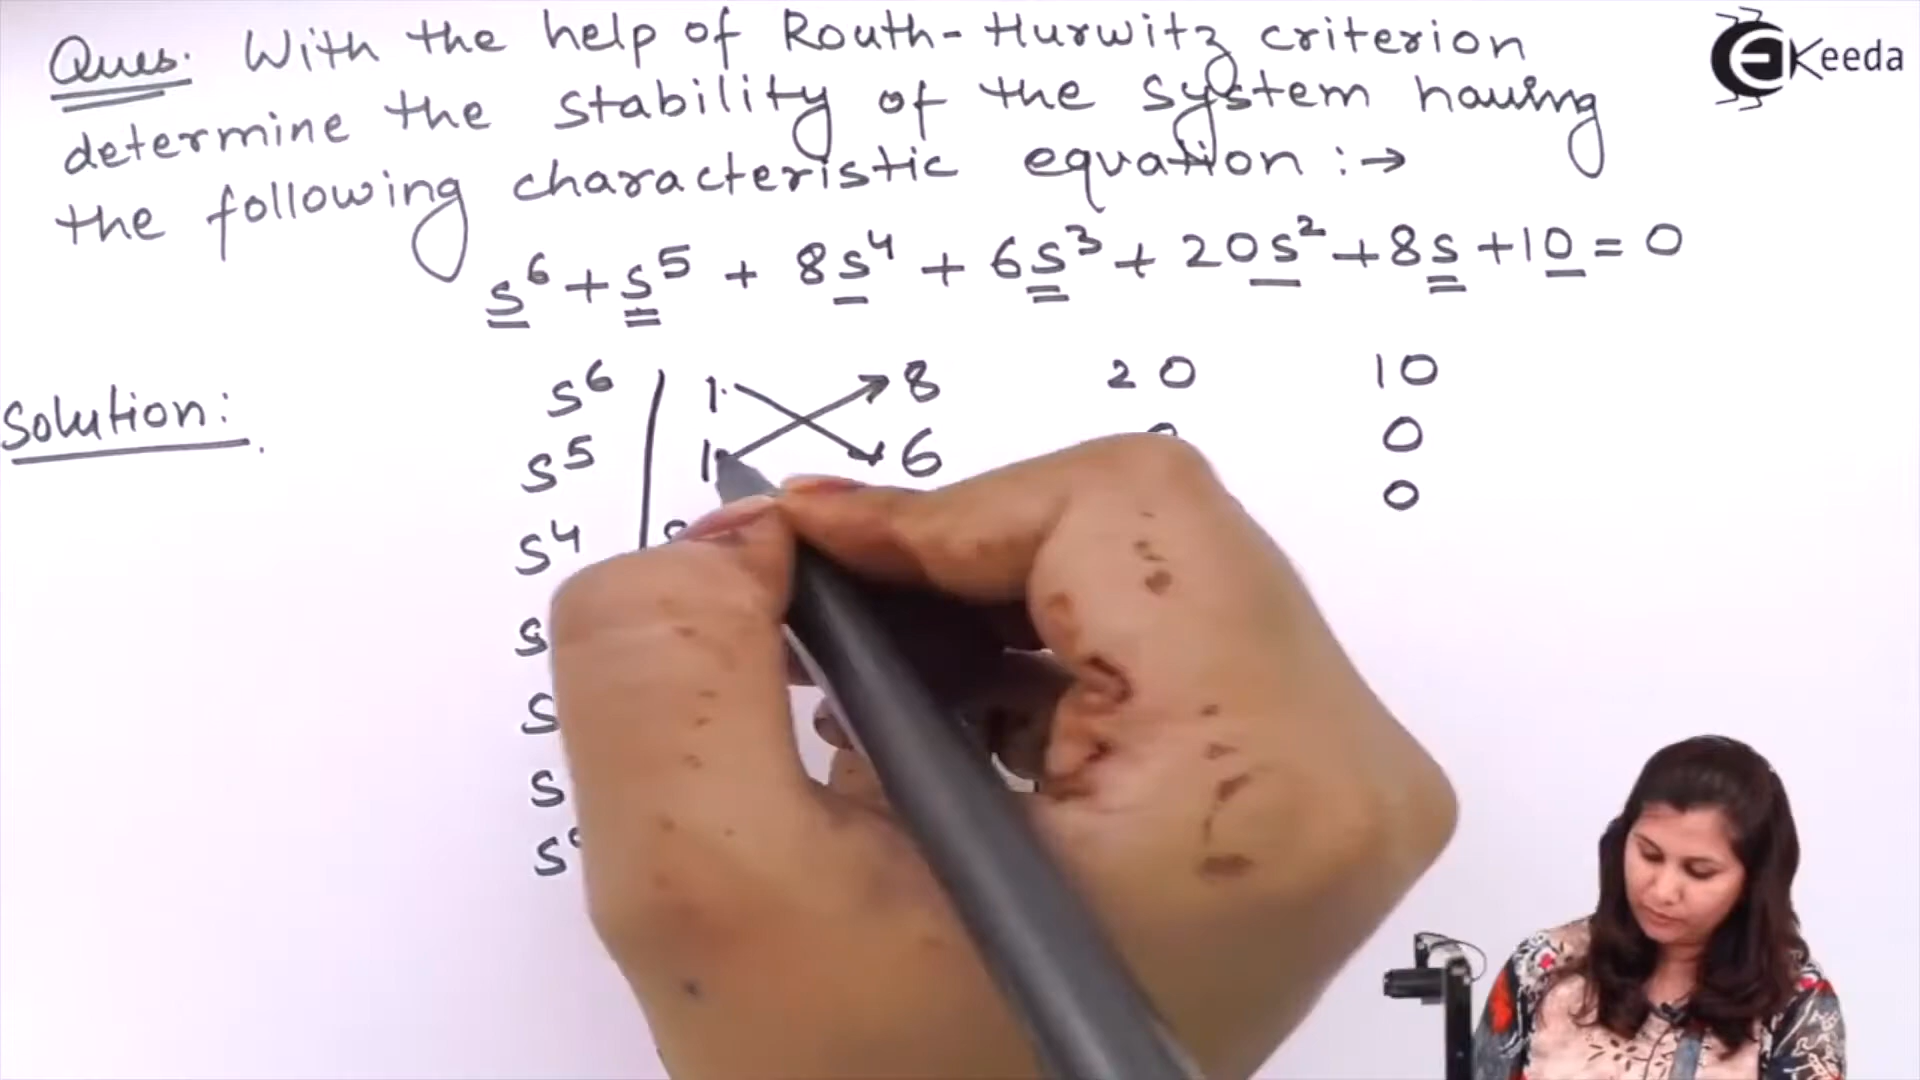 Ques. With the help of Routh-Hurwitz criterion
determine the stability of the system having
the following characteristic equation :→
s⁶ + s⁵ + 8s⁴ + 6s³ + 20s² + 8s + 10 = 0
Solution:
s⁶ 1 8 20 10
s⁵ 1 6 0
s⁴ 0
s
s
s
s
EKeeda